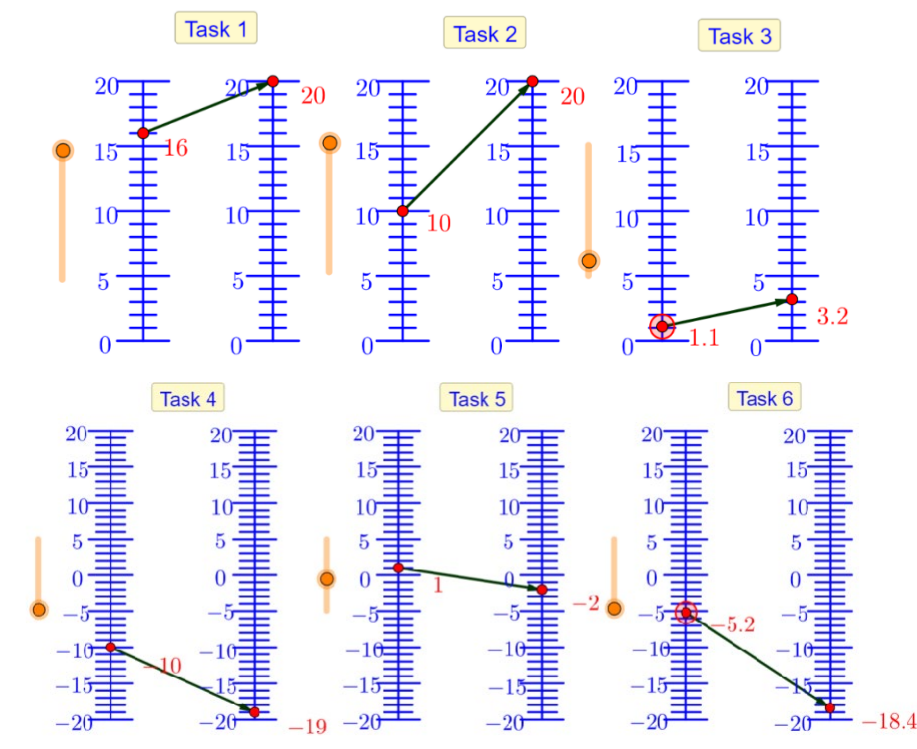 Task 1
Task 2
Task 3
20 20 20 20 20 20
20 20
16
15 15 15 15 15 15
10 10 10 10 10 10
10
5 5 5 5 5 5
3.2
1.1
0 0 0 0 0 0
Task 4
Task 5
Task 6
20 20 20 20 20 20
15 15 15 15 15 15
10 10 10 10 10 10
5 5 5 5 5 5
0 0 0 0 0 0
1
−2
−5 −5 −5 −5 −5 −5
−5.2
−10 −10 −10 −10 −10 −10
−10
−15 −15 −15 −15 −15 −15
−20 −20 −20 −20 −20 −20
−19
−18.4